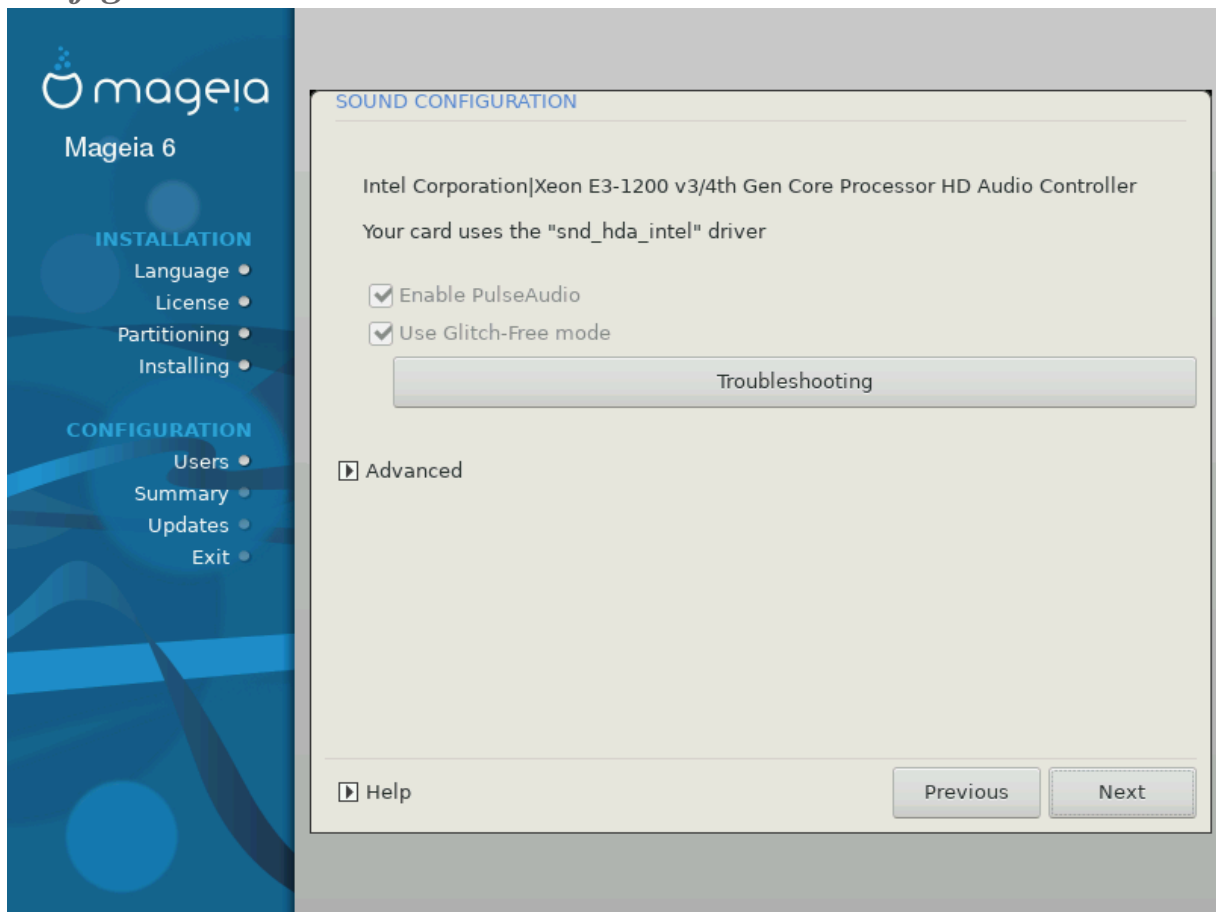 mageia
Mageia 6
INSTALLATION
Language
License
Partitioning
Installing
CONFIGURATION
Users
Summary
Updates
Exit
SOUND CONFIGURATION
Intel Corporation|Xeon E3-1200 v3/4th Gen Core Processor HD Audio Controller
Your card uses the "snd_hda_intel" driver
Enable PulseAudio
Use Glitch-Free mode
Troubleshooting
Advanced
Help
Previous
Next